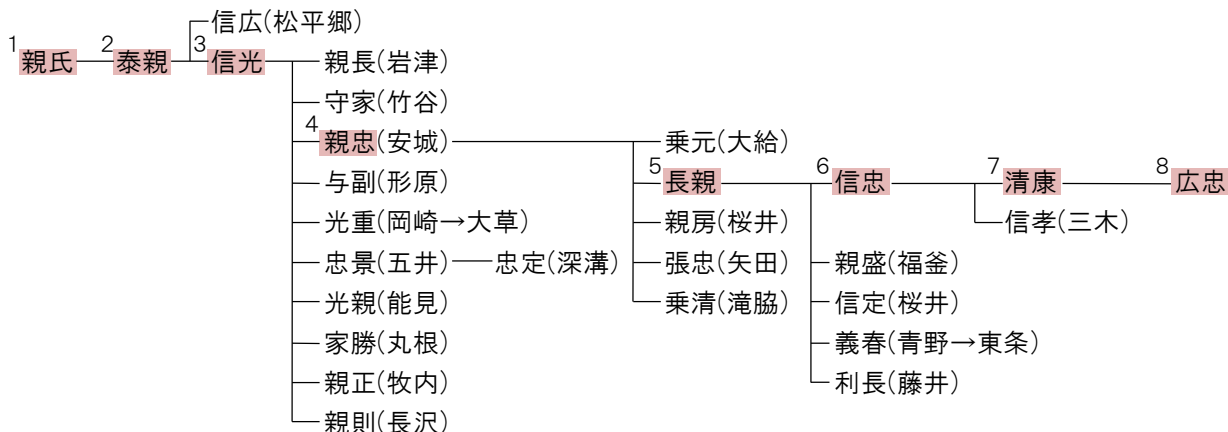 信広(松平郷)
1 親氏 2 泰親 3 信光 親長(岩津)
守家(竹谷)
4 親忠(安城) 乗元(大給)
与副(形原) 5 長親 6 信忠 7 清康 8 広忠
光重(岡崎→大草) 親房(桜井) 信孝(三木)
忠景(五井) 忠定(深溝) 張忠(矢田) 親盛(福釜)
光親(能見) 乗清(滝脇) 信定(桜井)
家勝(丸根) 義春(青野→東条)
親正(牧内) 利長(藤井)
親則(長沢)